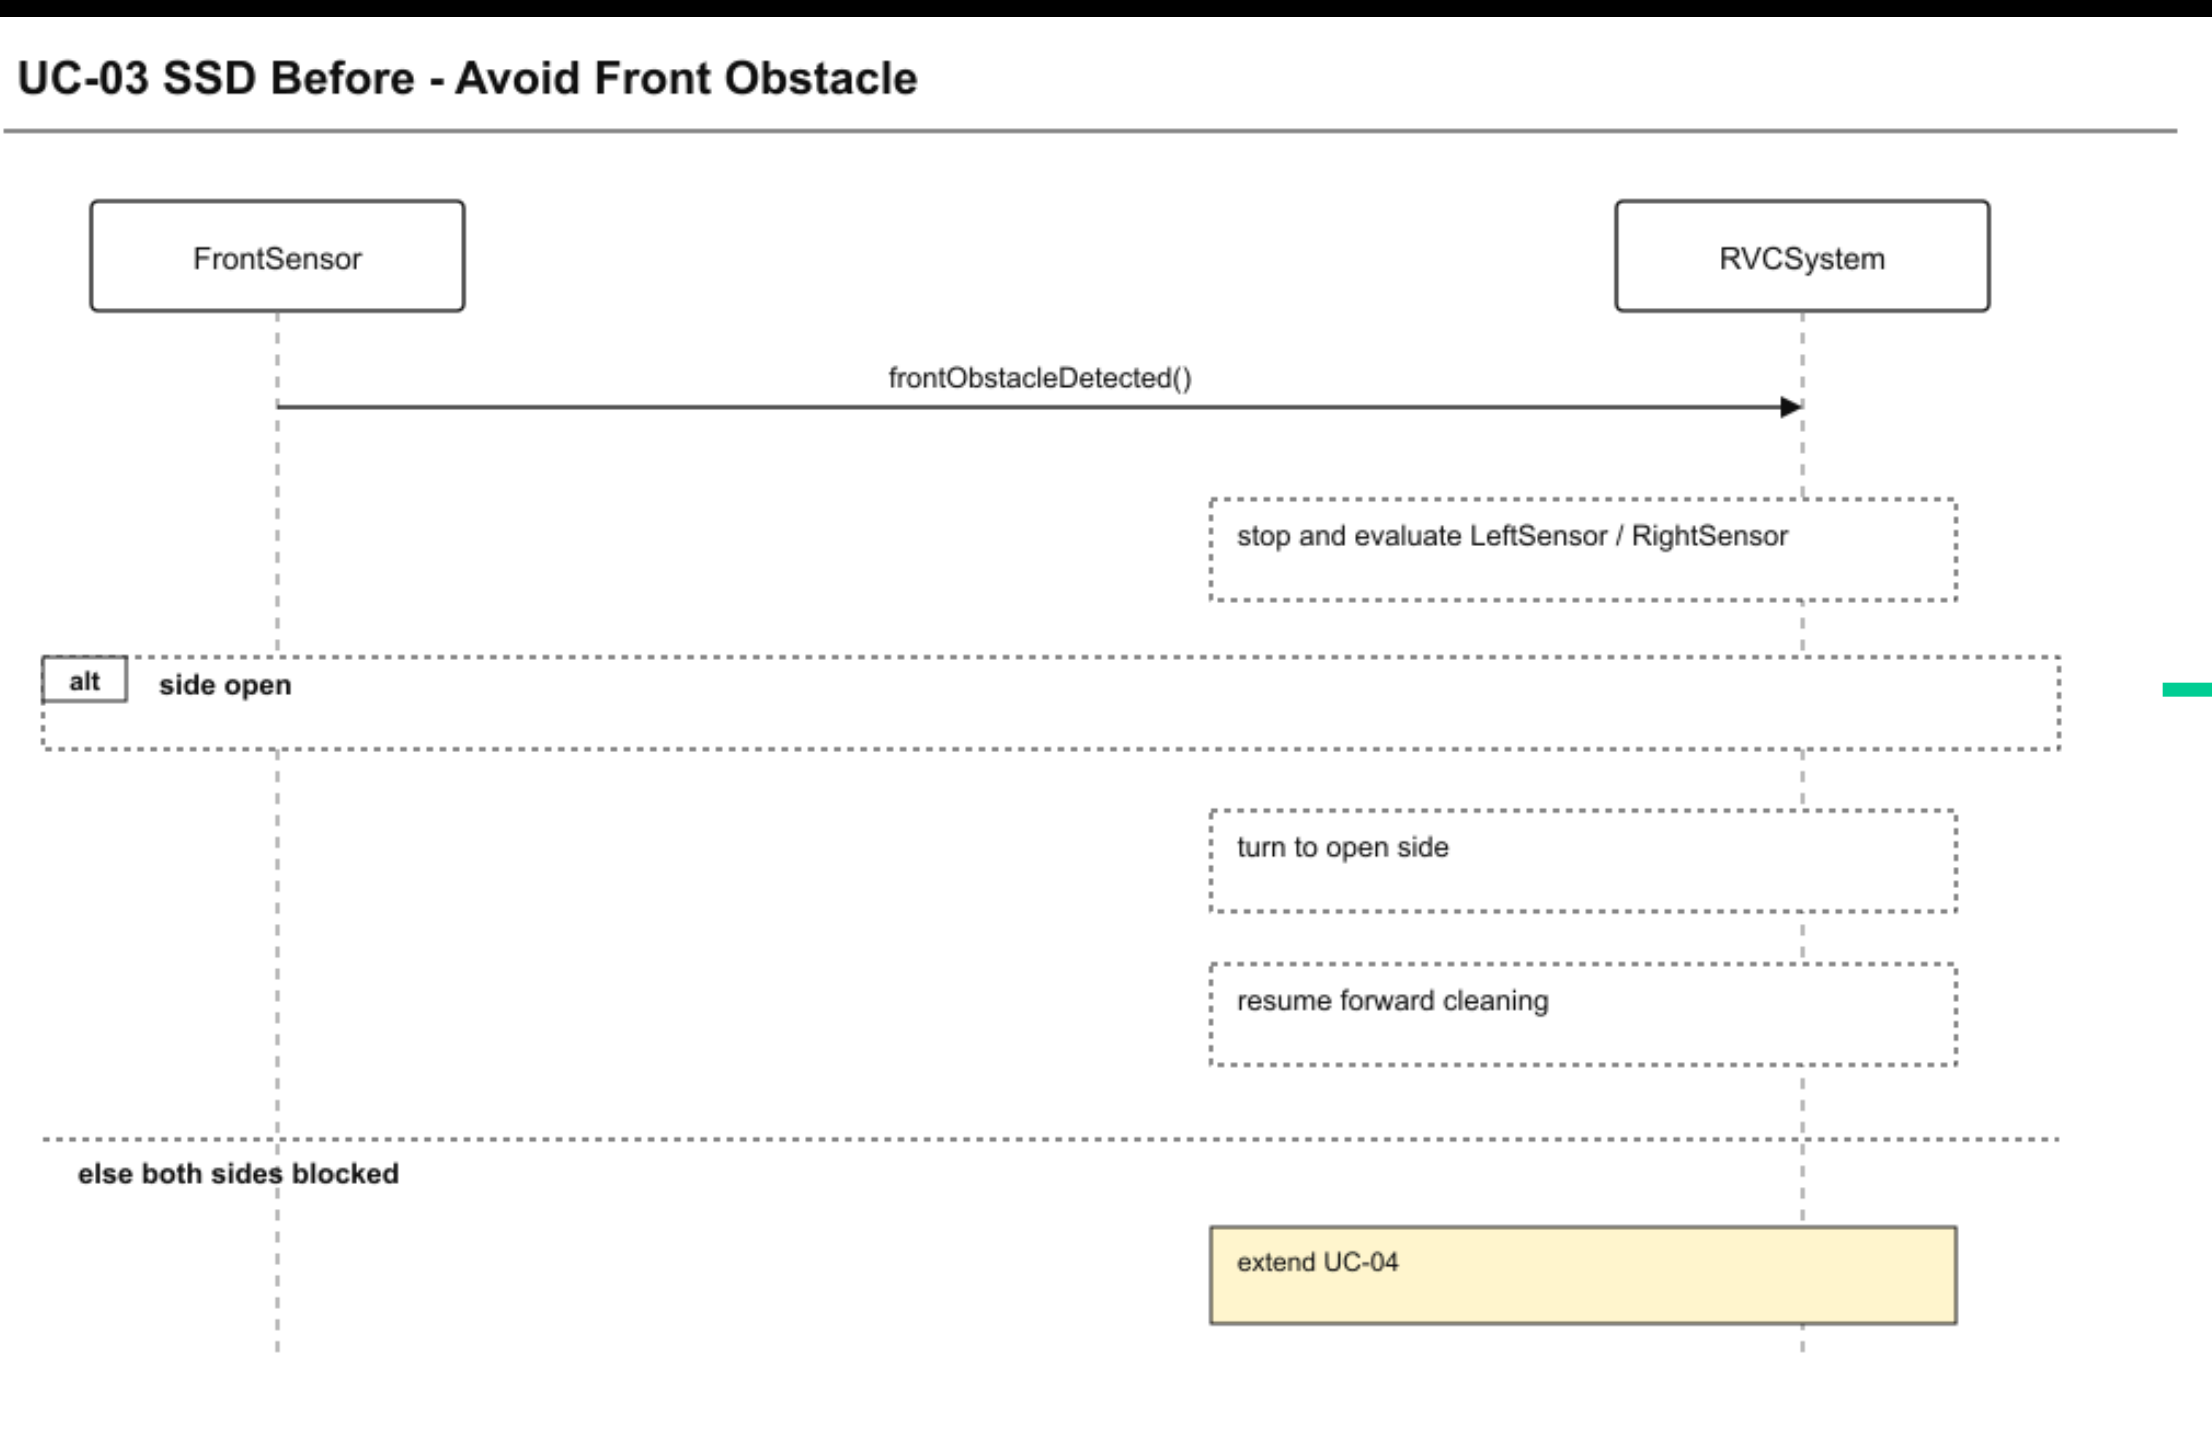 UC-03 SSD Before - Avoid Front Obstacle
FrontSensor
RVCSystem
frontObstacleDetected()
stop and evaluate LeftSensor / RightSensor
alt
side open
turn to open side
resume forward cleaning
else both sides blocked
extend UC-04